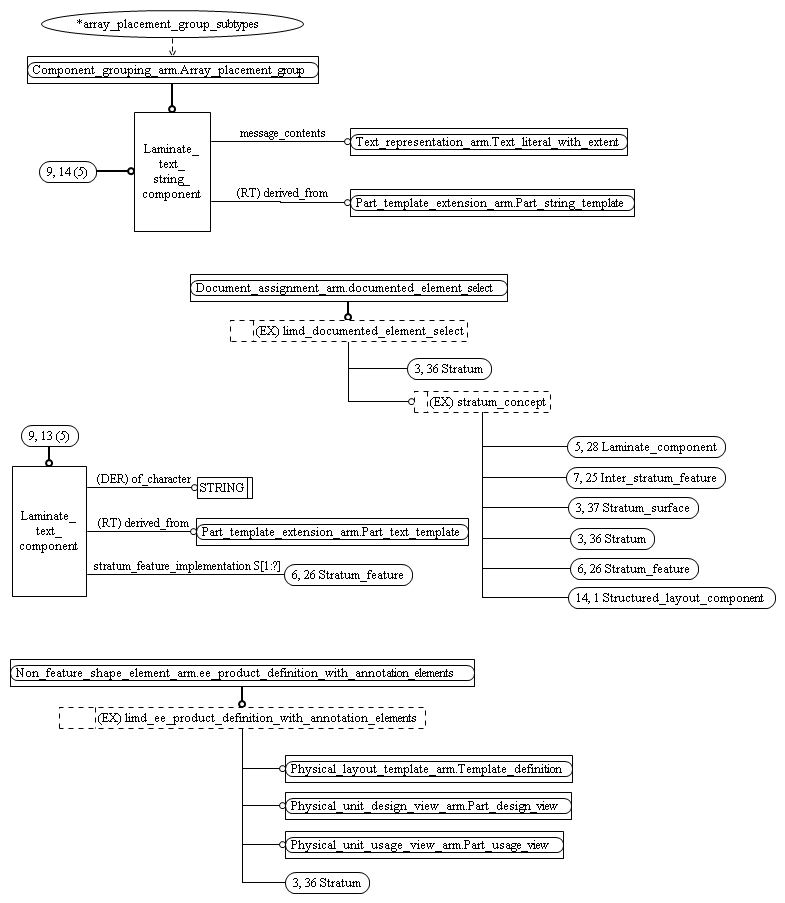 *array_placement_group_subtypes
Component_grouping_arm.Array_placement_group
message_contents
Text_representation_arm.Text_literal_with_extent
Laminate_
text_
string_
component
9, 14 (5)
(RT) derived_from
Part_template_extension_arm.Part_string_template
Document_assignment_arm.documented_element_select
(EX) limd_documented_element_select
3, 36 Stratum
(EX) stratum_concept
9, 13 (5)
5, 28 Laminate_component
(DER) of_character
STRING
7, 25 Inter_stratum_feature
3, 37 Stratum_surface
Laminate_
text_
component
(RT) derived_from
Part_template_extension_arm.Part_text_template
3, 36 Stratum
stratum_feature_implementation S[1:?]
6, 26 Stratum_feature
6, 26 Stratum_feature
14, 1 Structured_layout_component
Non_feature_shape_element_arm.ee_product_definition_with_annotation_elements
(EX) limd_ee_product_definition_with_annotation_elements
Physical_layout_template_arm.Template_definition
Physical_unit_design_view_arm.Part_design_view
Physical_unit_usage_view_arm.Part_usage_view
3, 36 Stratum